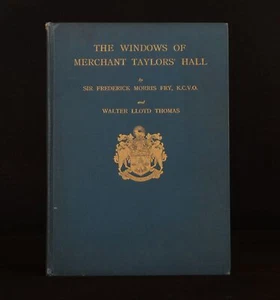 THE WINDOWS OF
MERCHANT TAYLORS' HALL
by
SIR FREDERICK MORRIS FRY, K.C.V.O.
and
WALTER LLOYD THOMAS